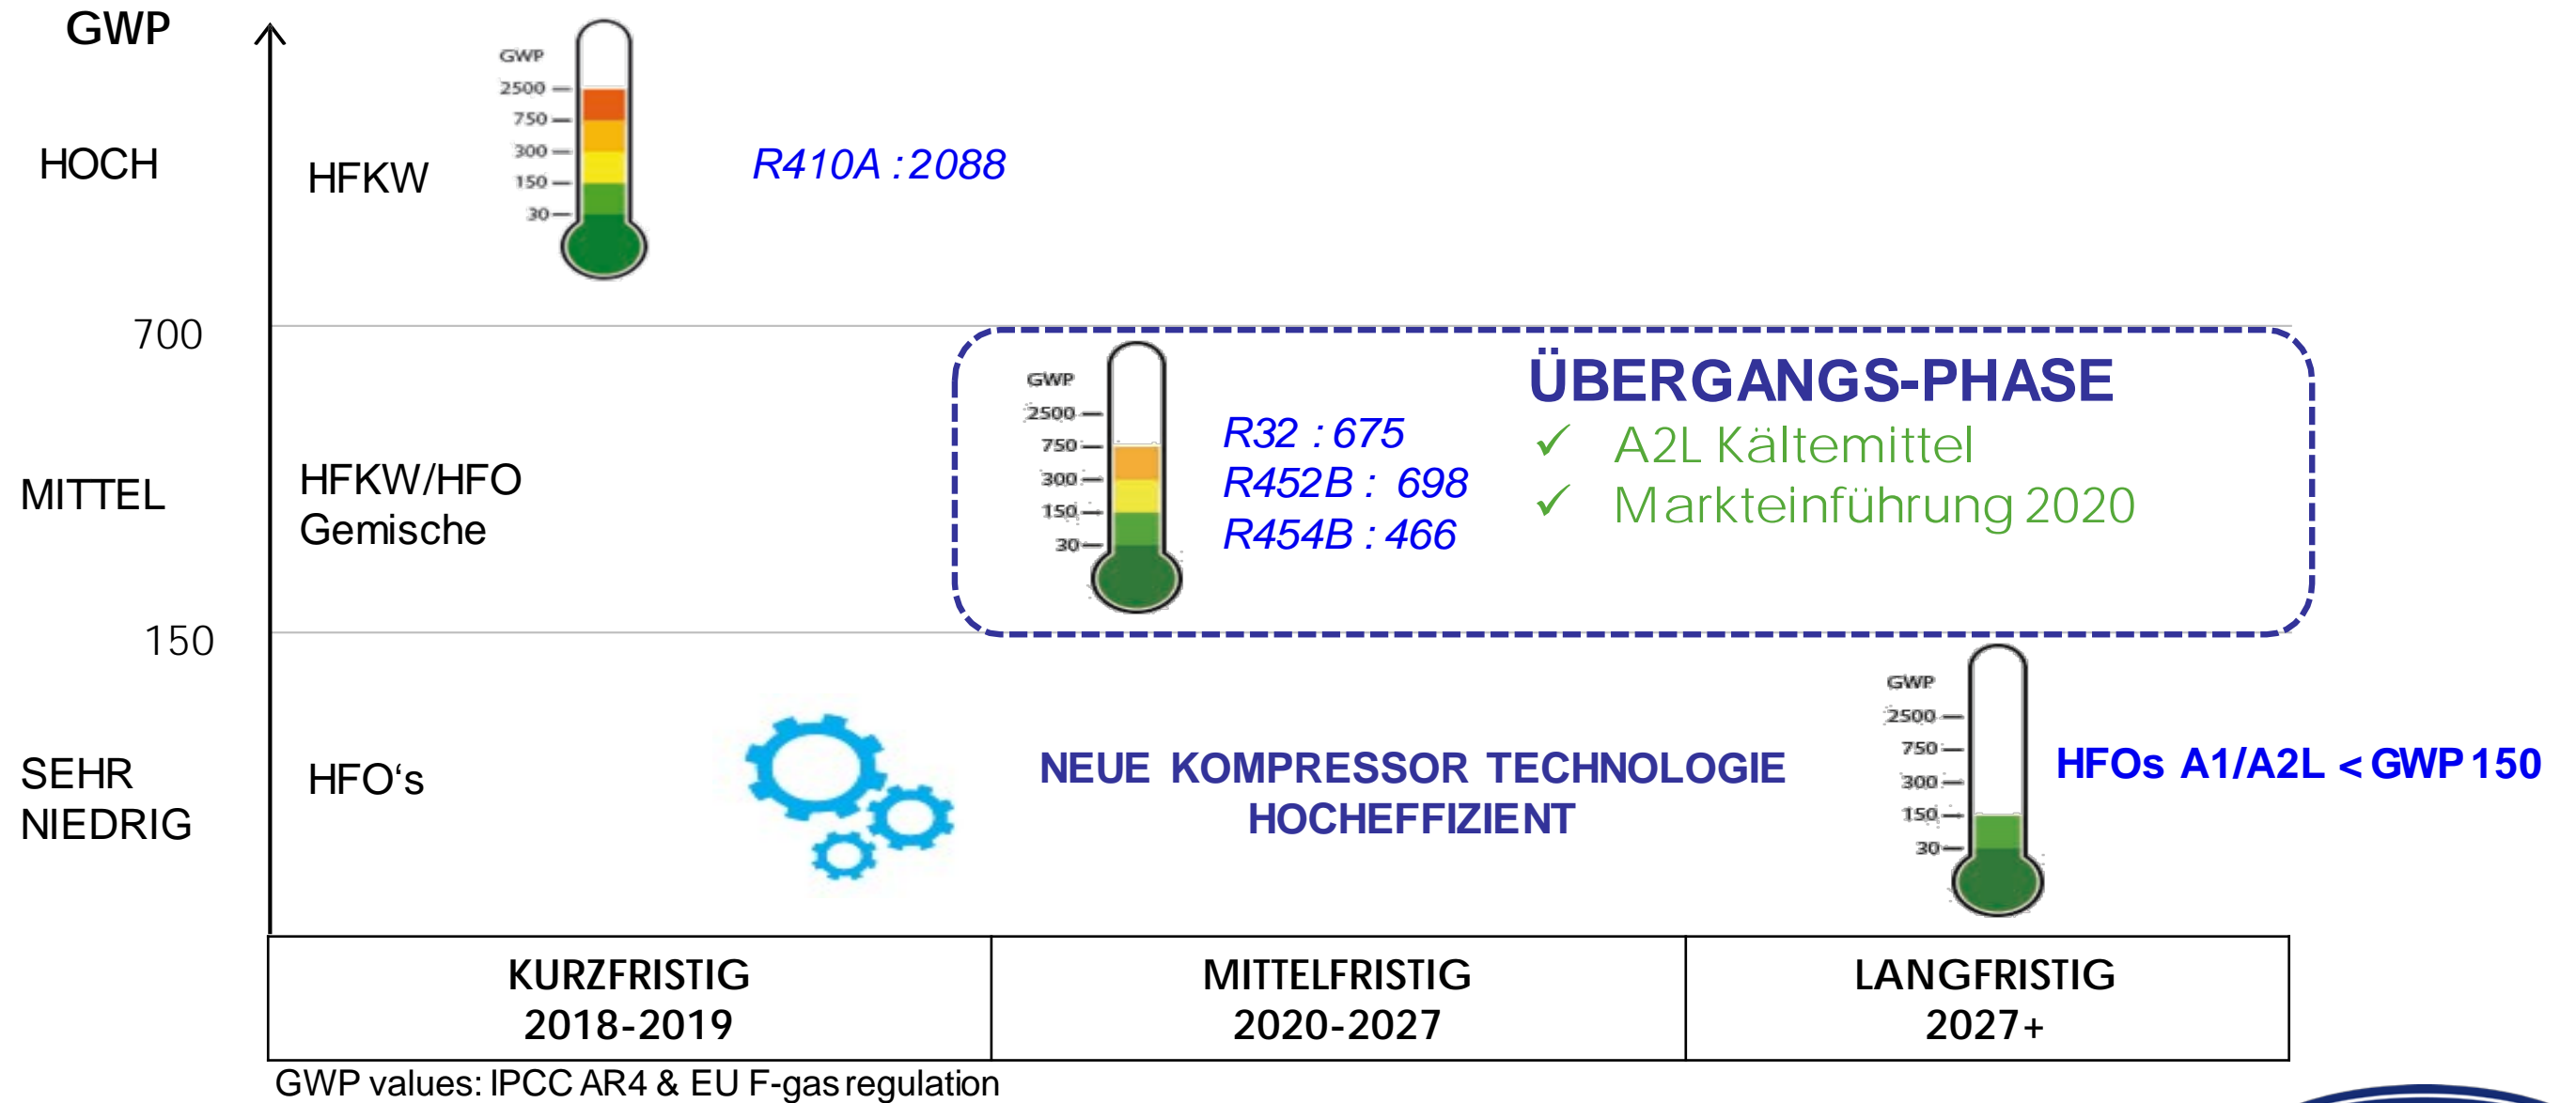 GWP
HOCH
HFKW
GWP
2500
750
300
150
30
R410A : 2088
700
MITTEL
HFKW/HFO
Gemische
GWP
2500
750
300
150
30
R32 : 675
R452B : 698
R454B : 466
ÜBERGANGS-PHASE
✓ A2L Kältemittel
✓ Markteinführung 2020
150
SEHR
NIEDRIG
HFO‘s
NEUE KOMPRESSOR TECHNOLOGIE
HOCHEFFIZIENT
GWP
2500
750
300
150
30
HFOs A1/A2L < GWP 150
KURZFRISTIG
2018-2019
MITTELFRISTIG
2020-2027
LANGFRISTIG
2027+
GWP values: IPCC AR4 & EU F-gas regulation